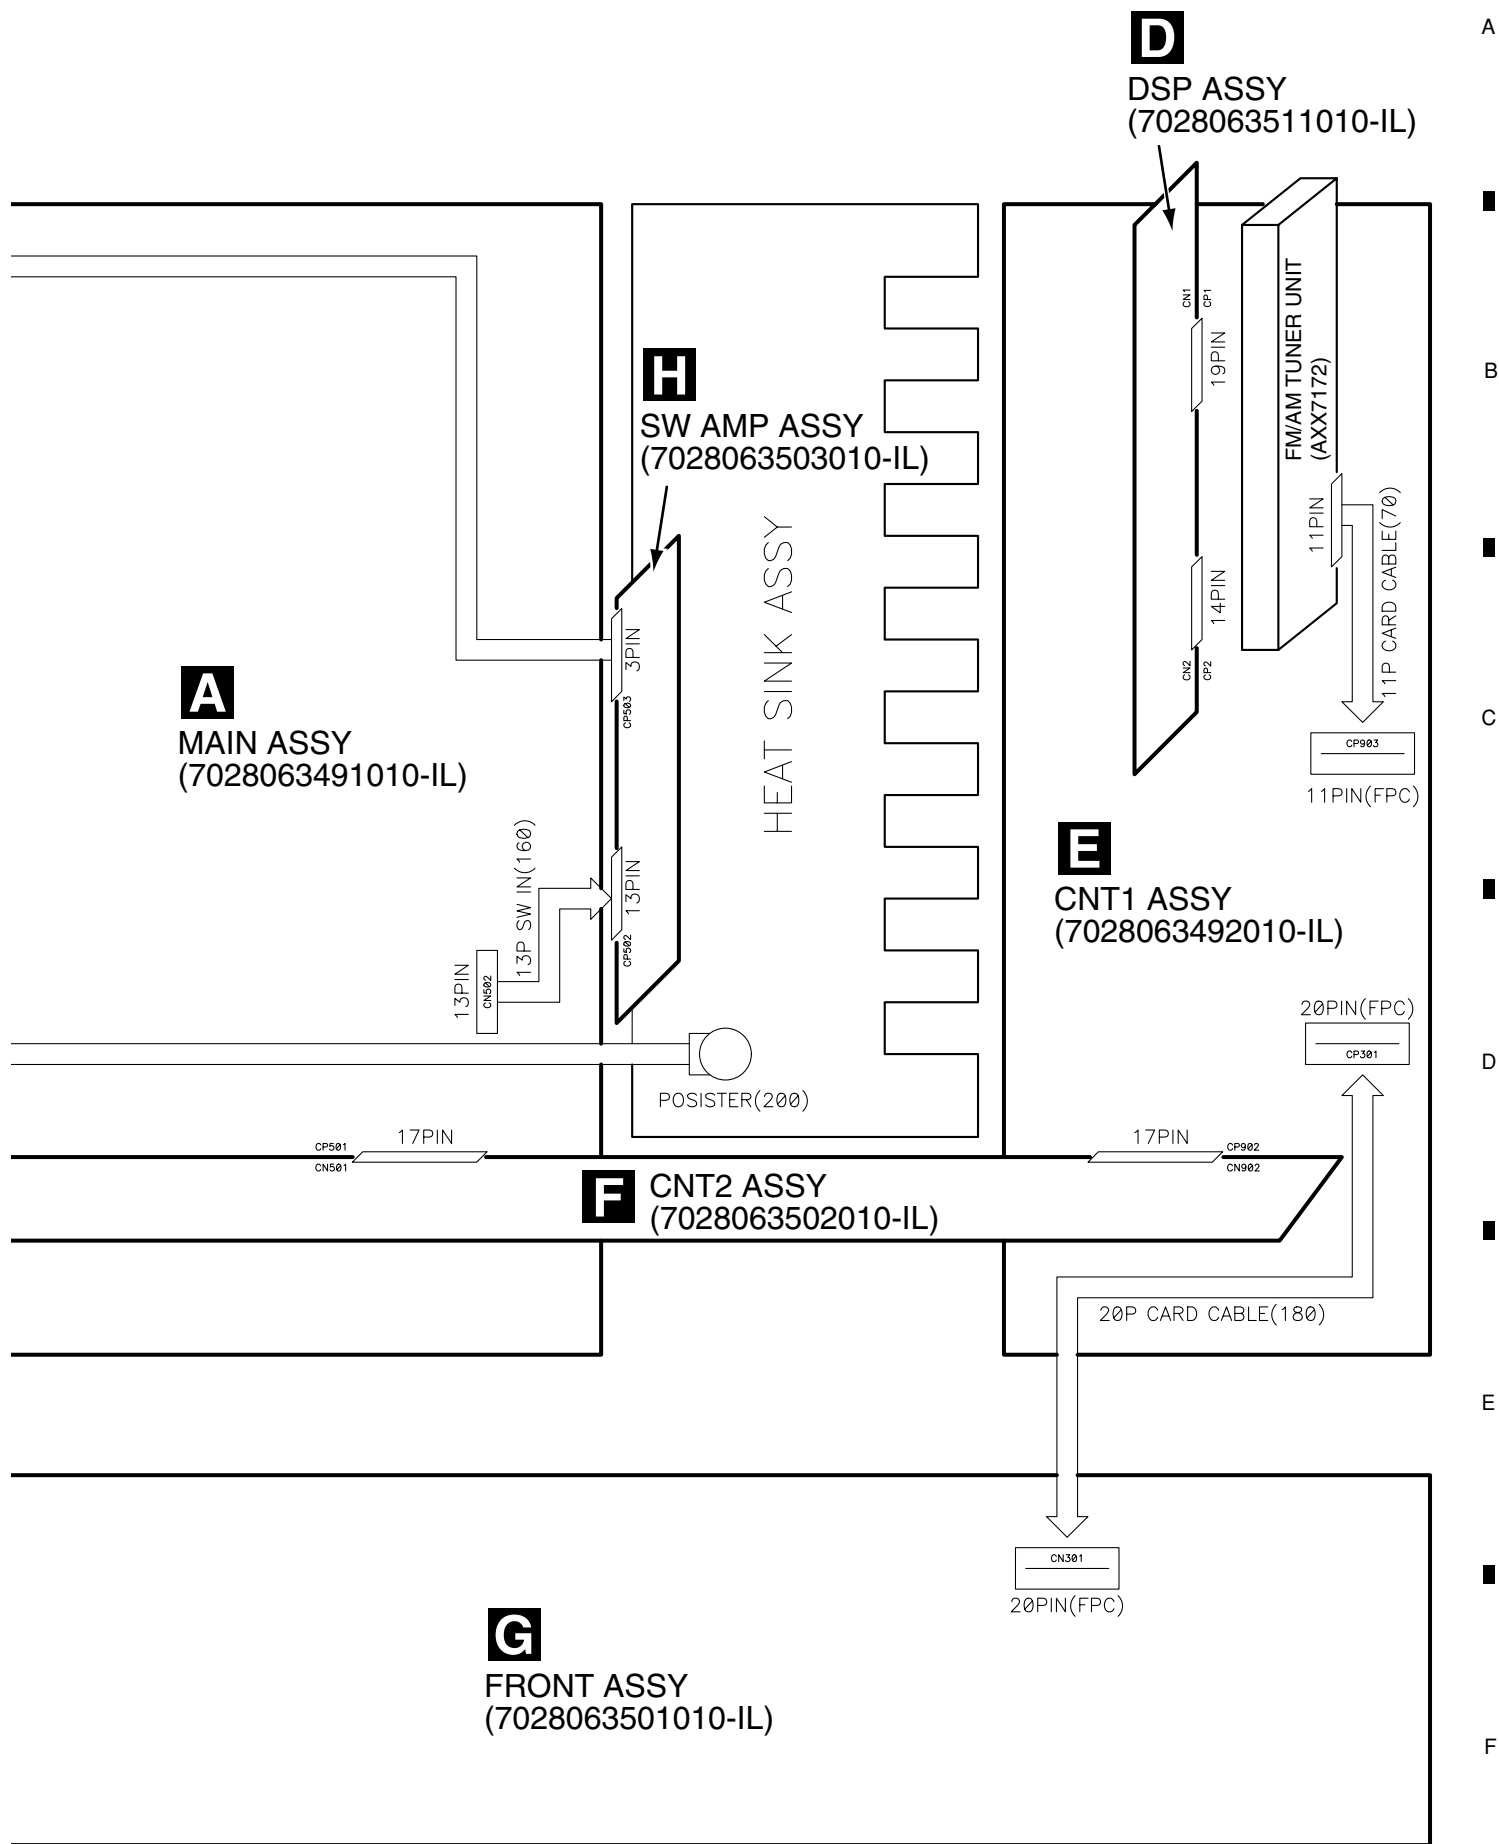 A
D
DSP ASSY
(7028063511010-IL)
CN1
CP1
19PIN
FM/AM TUNER UNIT
(AXX7172)
B
H
SW AMP ASSY
(7028063503010-IL)
11PIN
11P CARD CABLE(70)
14PIN
CN2
CP2
HEAT SINK ASSY
3PIN
CP503
A
MAIN ASSY
(7028063491010-IL)
C
CP903
11PIN(FPC)
13P SW IN(160)
13PIN
CP502
13PIN
CN502
E
CNT1 ASSY
(7028063492010-IL)
20PIN(FPC)
CP301
D
POSISTER(200)
CP501
17PIN
CN501
17PIN
CP902
CN902
F
CNT2 ASSY
(7028063502010-IL)
20P CARD CABLE(180)
E
CN301
20PIN(FPC)
G
FRONT ASSY
(7028063501010-IL)
F